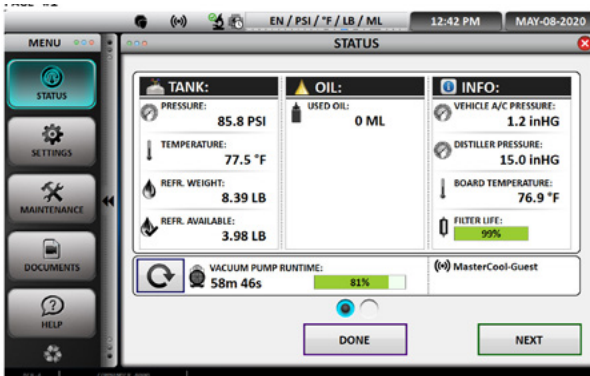 EN / PSI / °F / LB / ML
12:42 PM
MAY-08-2020
MENU
STATUS
STATUS
SETTINGS
MAINTENANCE
DOCUMENTS
HELP
TANK:
PRESSURE:
85.8 PSI
TEMPERATURE:
77.5 °F
REFR. WEIGHT:
8.39 LB
REFR. AVAILABLE:
3.98 LB
OIL:
USED OIL:
0 ML
INFO:
VEHICLE A/C PRESSURE:
1.2 inHG
DISTILLER PRESSURE:
15.0 inHG
BOARD TEMPERATURE:
76.9 °F
FILTER LIFE:
99%
VACUUM PUMP RUNTIME:
58m 46s
81%
MasterCool-Guest
DONE
NEXT